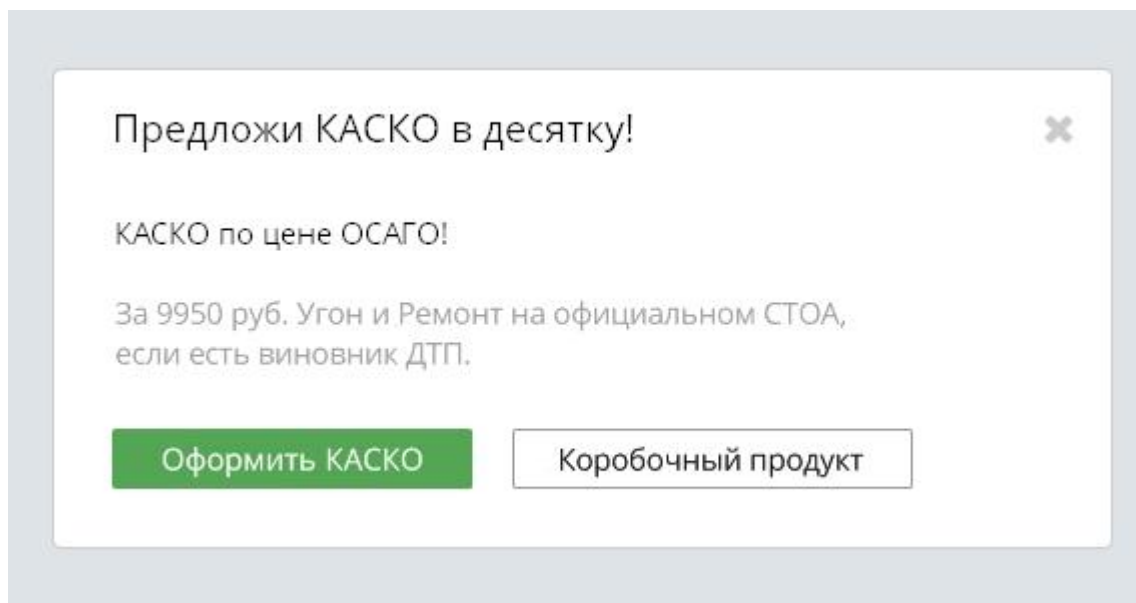 Предложи КАСКО в десятку!
КАСКО по цене ОСАГО!
За 9950 руб. Угон и Ремонт на официальном СТОА,
если есть виновник ДТП.
Оформить КАСКО
Коробочный продукт